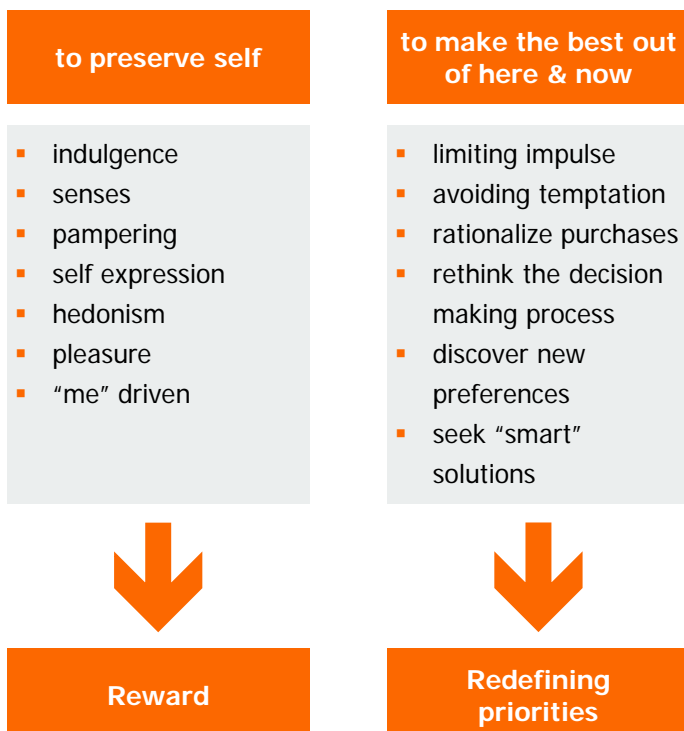 to preserve self
▪ indulgence
▪ senses
▪ pampering
▪ self expression
▪ hedonism
▪ pleasure
▪ “me” driven
Reward
to make the best out
of here & now
▪ limiting impulse
▪ avoiding temptation
▪ rationalize purchases
▪ rethink the decision
making process
▪ discover new
preferences
▪ seek “smart”
solutions
Redefining
priorities